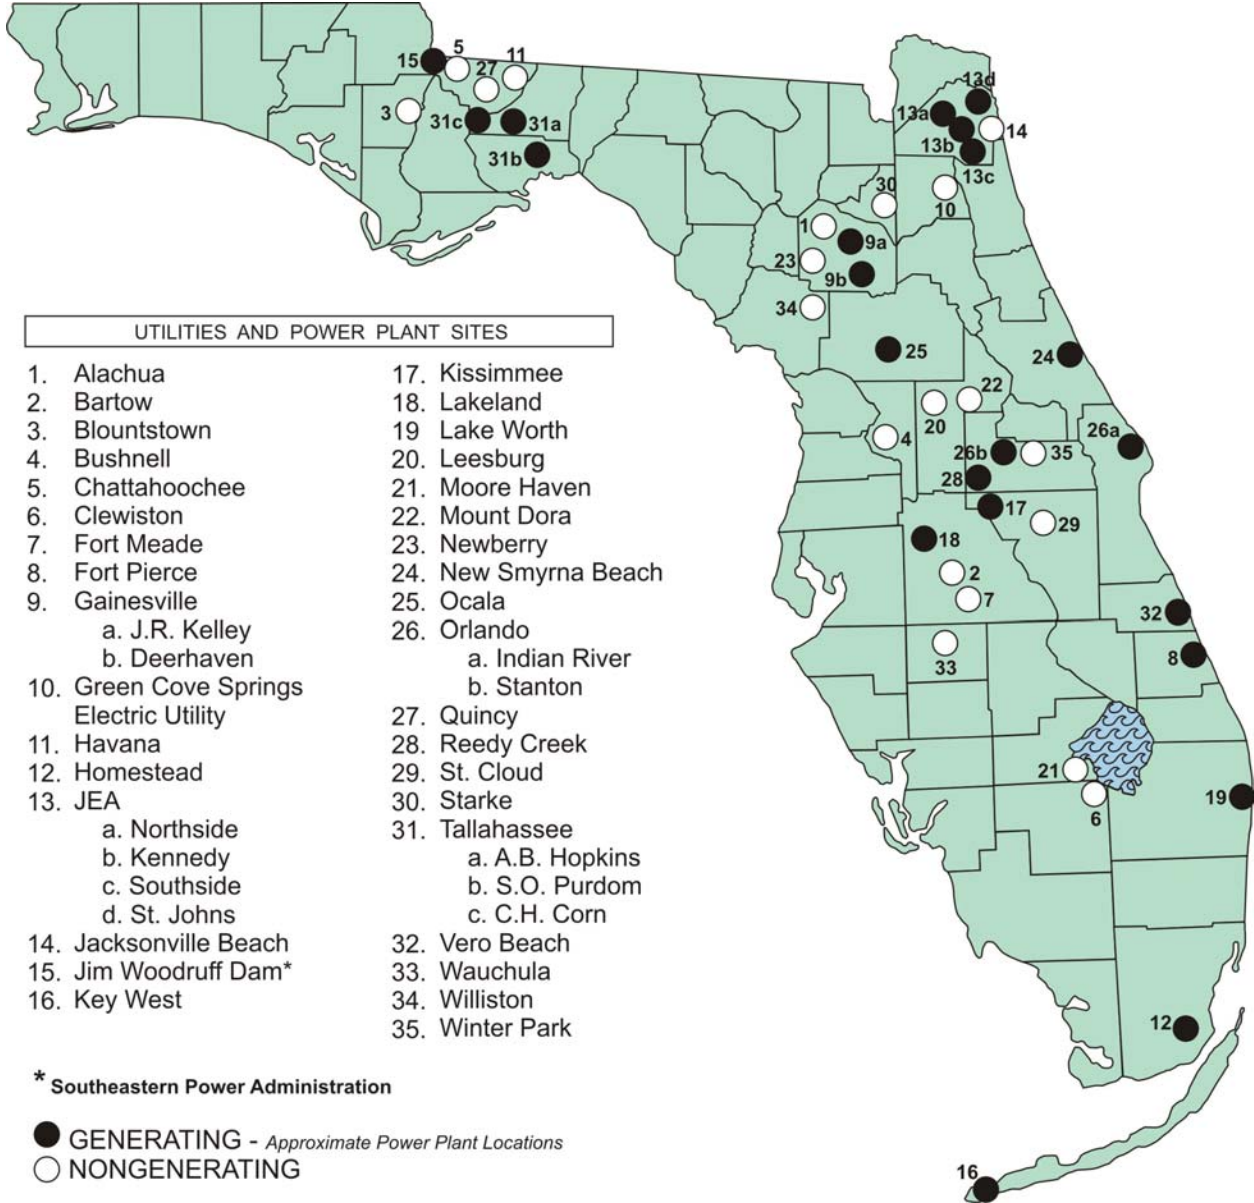 UTILITIES AND POWER PLANT SITES
1. Alachua
2. Bartow
3. Blountstown
4. Bushnell
5. Chattahoochee
6. Clewiston
7. Fort Meade
8. Fort Pierce
9. Gainesville
a. J.R. Kelley
b. Deerhaven
10. Green Cove Springs
Electric Utility
11. Havana
12. Homestead
13. JEA
a. Northside
b. Kennedy
c. Southside
d. St. Johns
14. Jacksonville Beach
15. Jim Woodruff Dam*
16. Key West
17. Kissimmee
18. Lakeland
19 Lake Worth
20. Leesburg
21. Moore Haven
22. Mount Dora
23. Newberry
24. New Smyrna Beach
25. Ocala
26. Orlando
a. Indian River
b. Stanton
27. Quincy
28. Reedy Creek
29. St. Cloud
30. Starke
31. Tallahassee
a. A.B. Hopkins
b. S.O. Purdom
c. C.H. Corn
32. Vero Beach
33. Wauchula
34. Williston
35. Winter Park
* Southeastern Power Administration
GENERATING - Approximate Power Plant Locations
NONGENERATING
15
5
11
27
3
31c
31a
31b
13d
13a
14
13b
13c
30
10
1
9a
23
9b
34
25
24
22
20
4
26a
26b
35
28
17
29
18
2
7
32
33
8
21
6
19
12
16